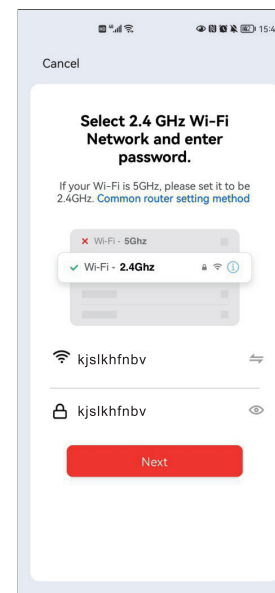 15:4
Cancel
Select 2.4 GHz Wi-Fi
Network and enter
password.
If your Wi-Fi is 5GHz, please set it to be
2.4GHz. Common router setting method
Wi-Fi - 5Ghz
Wi-Fi - 2.4Ghz
kjslkhfnbv
kjslkhfnbv
Next